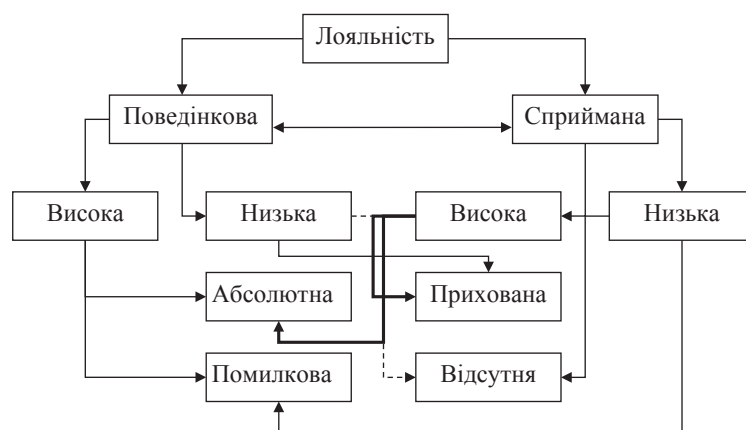 Лояльність
Поведінкова
Сприймана
Висока
Низька
Висока
Низька
Абсолютна
Прихована
Помилкова
Відсутня